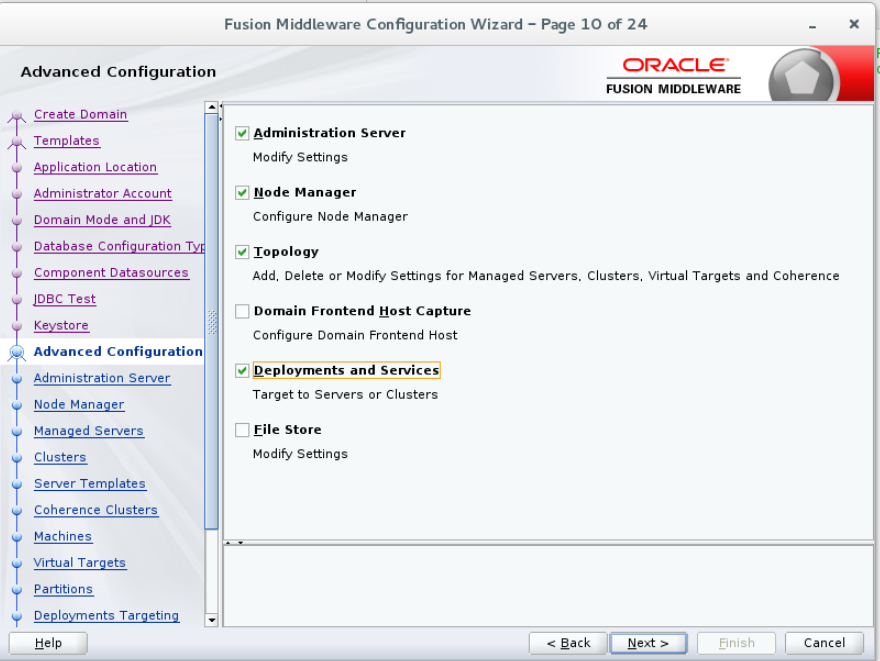 Fusion Middleware Configuration Wizard – Page 10 of 24
Advanced Configuration
ORACLE
FUSION MIDDLEWARE
Create Domain
Templates
Application Location
Administrator Account
Domain Mode and JDK
Database Configuration Typ
Component Datasources
JDBC Test
Keystore
Advanced Configuration
Administration Server
Node Manager
Managed Servers
Clusters
Server Templates
Coherence Clusters
Machines
Virtual Targets
Partitions
Deployments Targeting
Administration Server
Modify Settings
Node Manager
Configure Node Manager
Topology
Add, Delete or Modify Settings for Managed Servers, Clusters, Virtual Targets and Coherence
Domain Frontend Host Capture
Configure Domain Frontend Host
Deployments and Services
Target to Servers or Clusters
File Store
Modify Settings
Help
< Back
Next >
Finish
Cancel